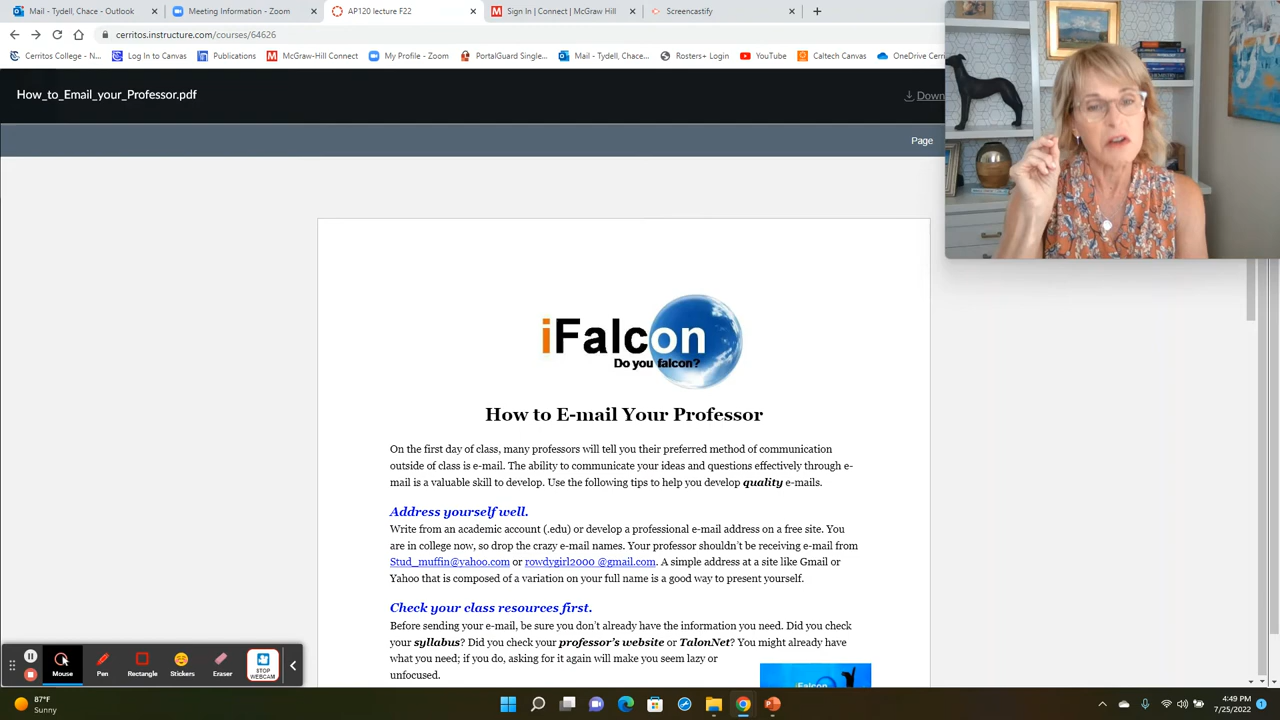 Mail - Tydell, Chace - Outlook
Meeting Information - Zoom
AP120 lecture F22
Sign In | Connect | McGraw Hill
Screencastify
cerritos.instructure.com/courses/64626
Cerritos College - N...
Log In to Canvas
Publications
McGraw-Hill Connect
My Profile - Zoom
PortalGuard Single...
Mail - Tydell, Chace...
Rosters+ Login
YouTube
Caltech Canvas
OneDrive Cerri
How_to_Email_your_Professor.pdf
Down
Page
iFalcon
Do you falcon?
How to E-mail Your Professor
On the first day of class, many professors will tell you their preferred method of communication
outside of class is e-mail. The ability to communicate your ideas and questions effectively through e-
mail is a valuable skill to develop. Use the following tips to help you develop quality e-mails.
Address yourself well.
Write from an academic account (.edu) or develop a professional e-mail address on a free site. You
are in college now, so drop the crazy e-mail names. Your professor shouldn't be receiving e-mail from
Stud_muffin@yahoo.com or rowdygirl2000 @gmail.com. A simple address at a site like Gmail or
Yahoo that is composed of a variation on your full name is a good way to present yourself.
Check your class resources first.
Before sending your e-mail, be sure you don't already have the information you need. Did you check
your syllabus? Did you check your professor's website or TalonNet? You might already have
what you need; if you do, asking for it again will make you seem lazy or
unfocused.
iFalcon
Mouse
Pen
Rectangle
Stickers
Eraser
STOP
WEBCAM
87°F
Sunny
4:49 PM
7/25/2022
1